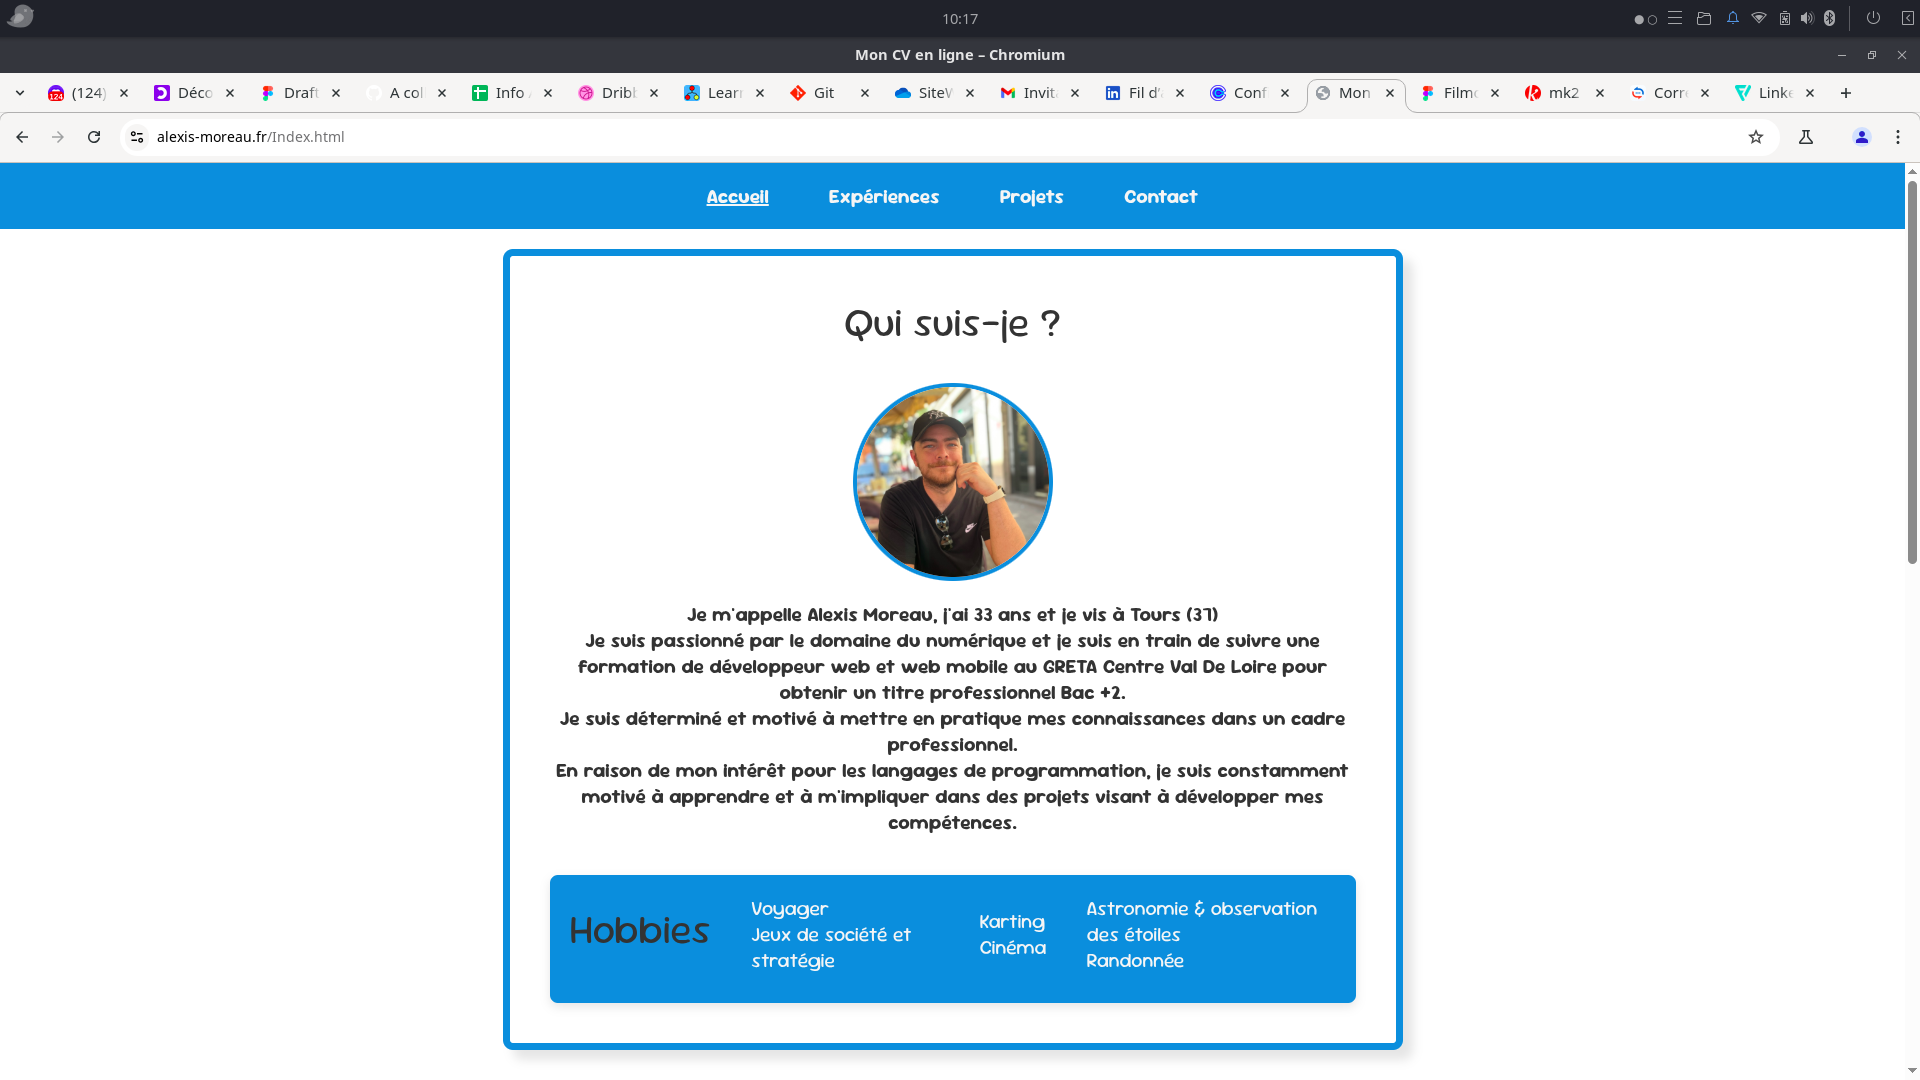 10:17
Mon CV en ligne – Chromium
(124)
Déco
Draft
A col
Info
Dribb
Learn
Git
SiteW
Invita
Fil d'
Conf
Mon
Filmo
mk2
Corre
Linke
alexis-moreau.fr/Index.html
Accueil
Expériences
Projets
Contact
Qui suis-je ?
Je m'appelle Alexis Moreau, j'ai 33 ans et je vis à Tours (37)
Je suis passionné par le domaine du numérique et je suis en train de suivre une
formation de développeur web et web mobile au GRETA Centre Val De Loire pour
obtenir un titre professionnel Bac +2.
Je suis déterminé et motivé à mettre en pratique mes connaissances dans un cadre
professionnel.
En raison de mon intérêt pour les langages de programmation, je suis constamment
motivé à apprendre et à m'impliquer dans des projets visant à développer mes
compétences.
Hobbies
Voyager
Jeux de société et
stratégie
Karting
Cinéma
Astronomie & observation
des étoiles
Randonnée